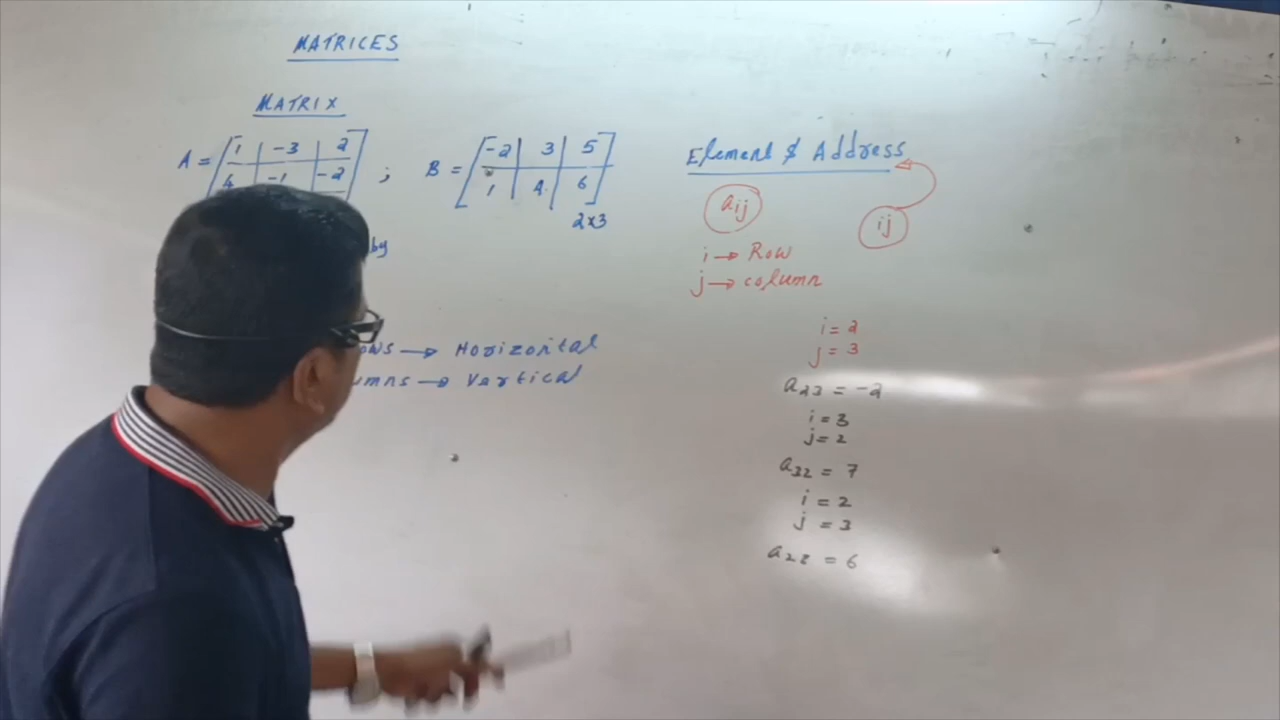 MATRICES
MATRIX
A = [ 1 | -3 | 2 ] ; B = [ -2 | 3 | 5 ]
4 | -1 | -2 1 | 4 | 6
2x3
by
ows → Horizontal
umns → Vertical
Element & Address
aij ij
i → Row
j → column
i = 2
j = 3
a23 = -2
i = 3
j = 2
a32 = 7
i = 2
j = 3
= 6